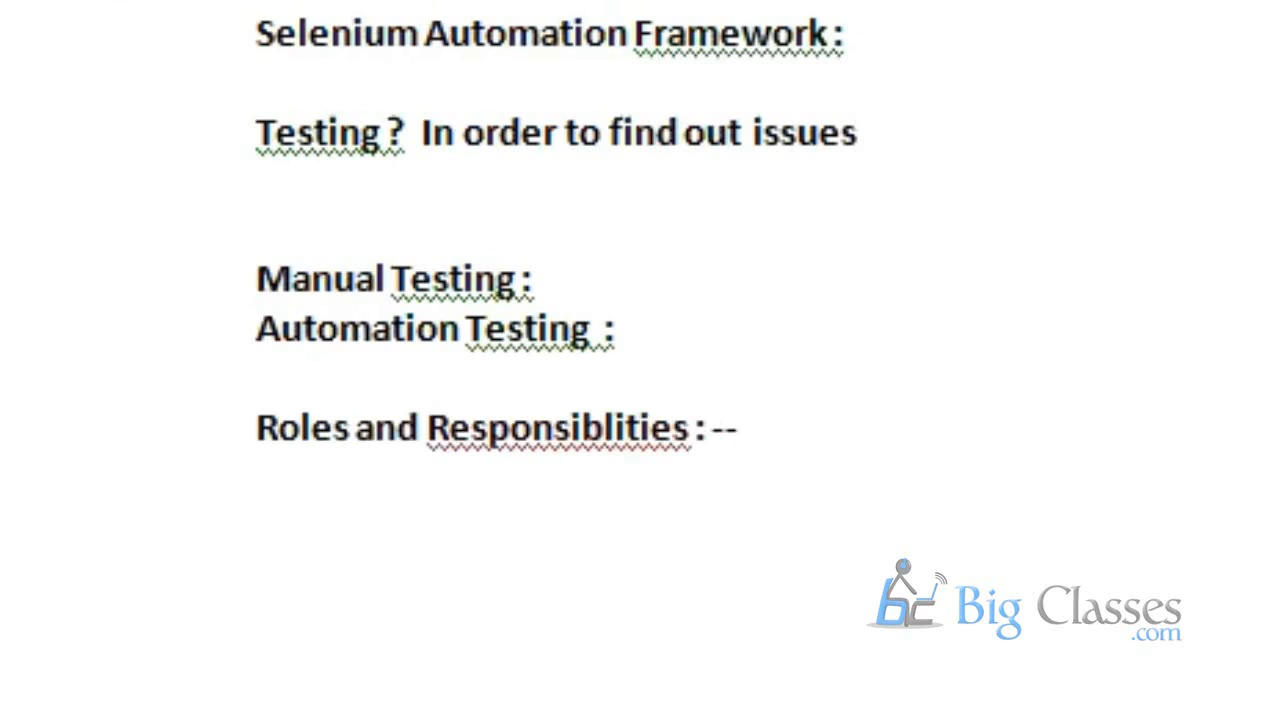 Selenium Automation Framework :
Testing ? In order to find out issues
Manual Testing :
Automation Testing :
Roles and Responsiblities : --
bc Big Classes
.com